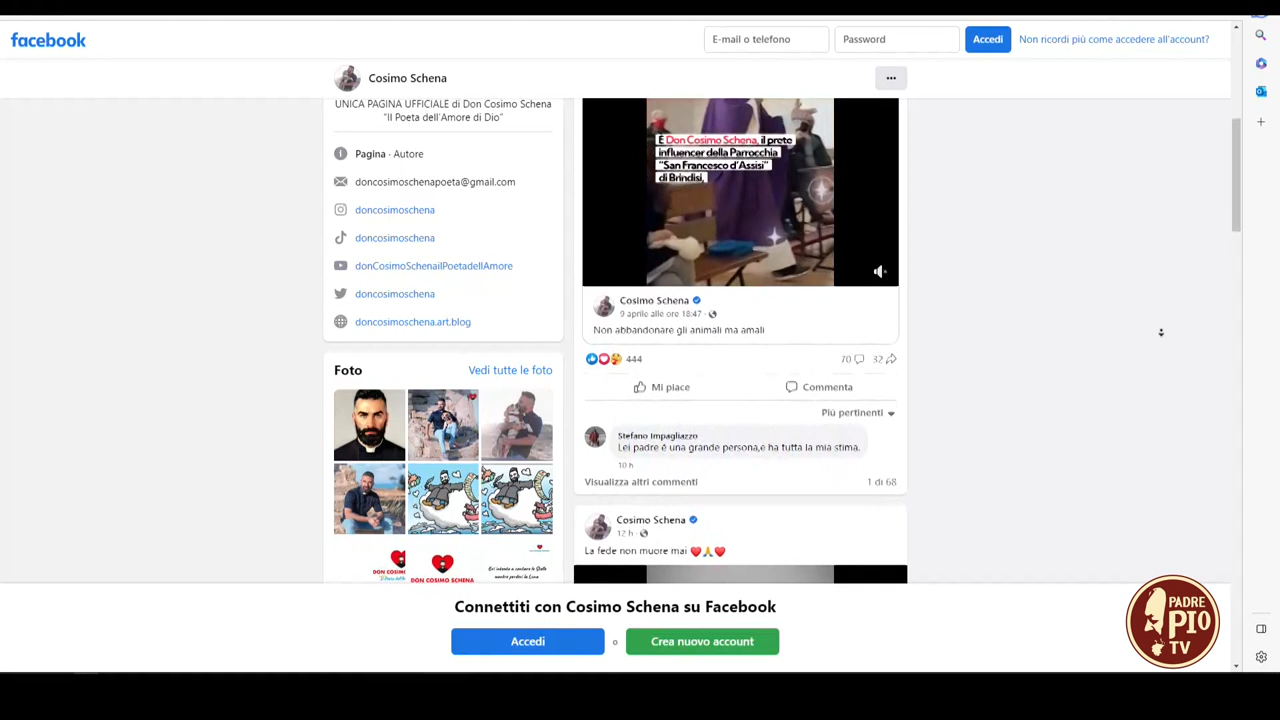 facebook
E-mail o telefono
Password
Accedi
Non ricordi più come accedere all'account?
Cosimo Schena
UNICA PAGINA UFFICIALE di Don Cosimo Schena
"Il Poeta dell'Amore di Dio"
Pagina · Autore
doncosimoschenapoeta@gmail.com
doncosimoschena
doncosimoschena
donCosimoSchenailPoetadellAmore
doncosimoschena
doncosimoschena.art.blog
Foto
Vedi tutte le foto
DON COSIMO
DON COSIMO SCHENA
È Don Cosimo Schena, il prete
influencer della Parrocchia
"San Francesco d'Assisi"
di Brindisi,
Cosimo Schena
9 aprile alle ore 18:47 ·
Non abbandonare gli animali ma amali
444
70
32
Mi piace
Commenta
Più pertinenti
Stefano Impagliazzo
Lei padre è una grande persona,e ha tutta la mia stima.
10 h
Visualizza altri commenti
1 di 68
Cosimo Schena
12 h ·
La fede non muore mai ❤️🙏❤️
Connettiti con Cosimo Schena su Facebook
Accedi
o
Crea nuovo account
PADRE
PIO
TV